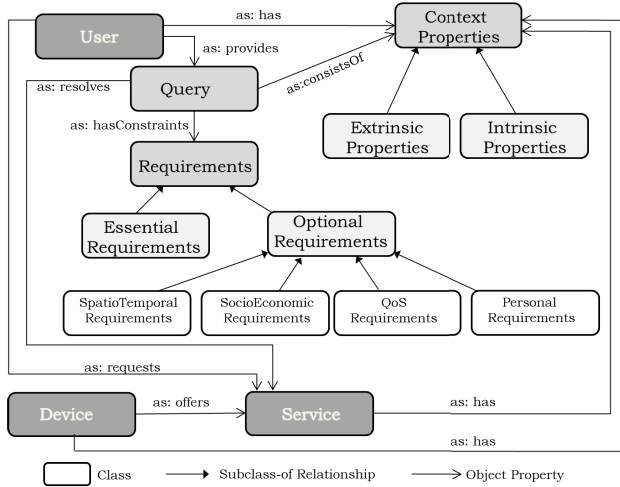 as: has
Context
Properties
User
as: provides
as: resolves
Query
as:consistsOf
as: hasConstraints
Extrinsic
Properties
Intrinsic
Properties
Requirements
Essential
Requirements
Optional
Requirements
SpatioTemporal
Requirements
SocioEconomic
Requirements
QoS
Requirements
Personal
Requirements
as: requests
Device
as: offers
Service
as: has
as: has
Class
Subclass-of Relationship
Object Property